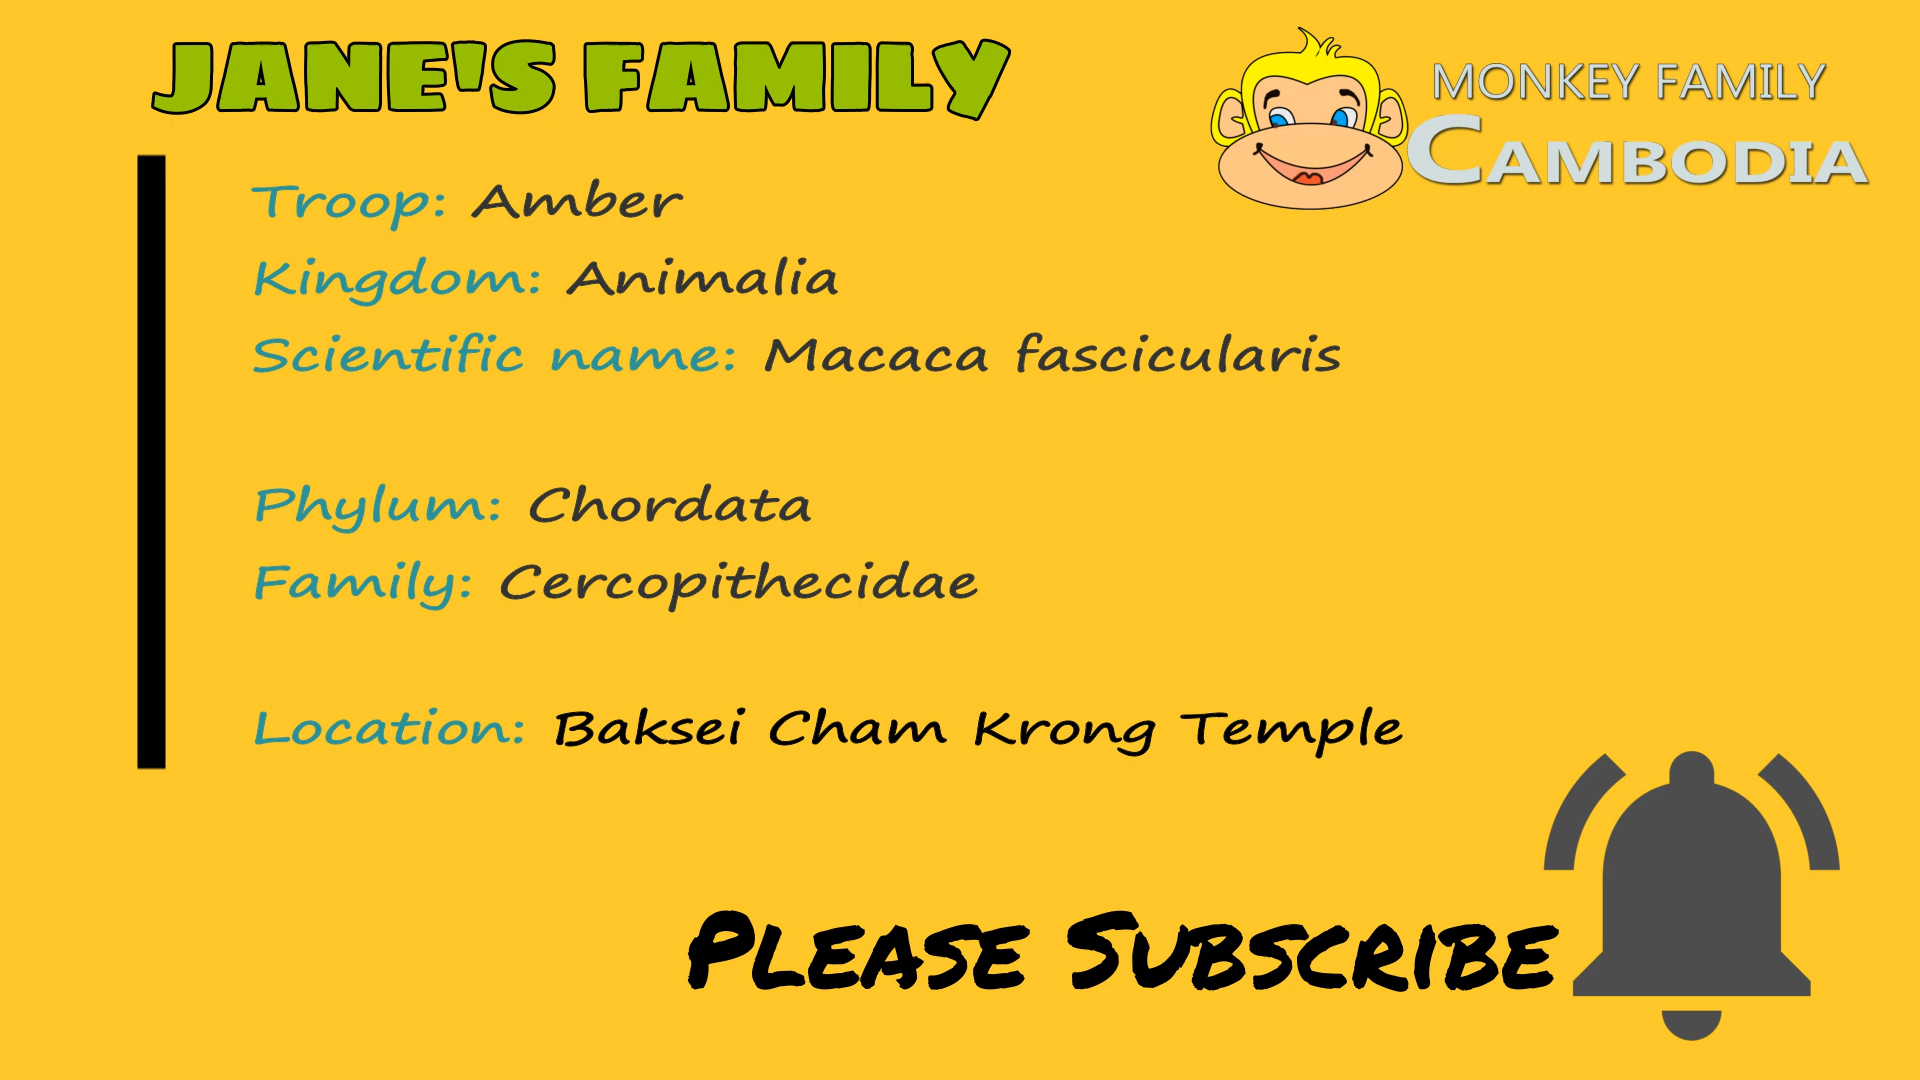 JANE'S FAMILY
MONKEY FAMILY
CAMBODIA
Troop: Amber
Kingdom: Animalia
Scientific name: Macaca fascicularis
Phylum: Chordata
Family: Cercopithecidae
Location: Baksei Cham Krong Temple
PLEASE SUBSCRIBE